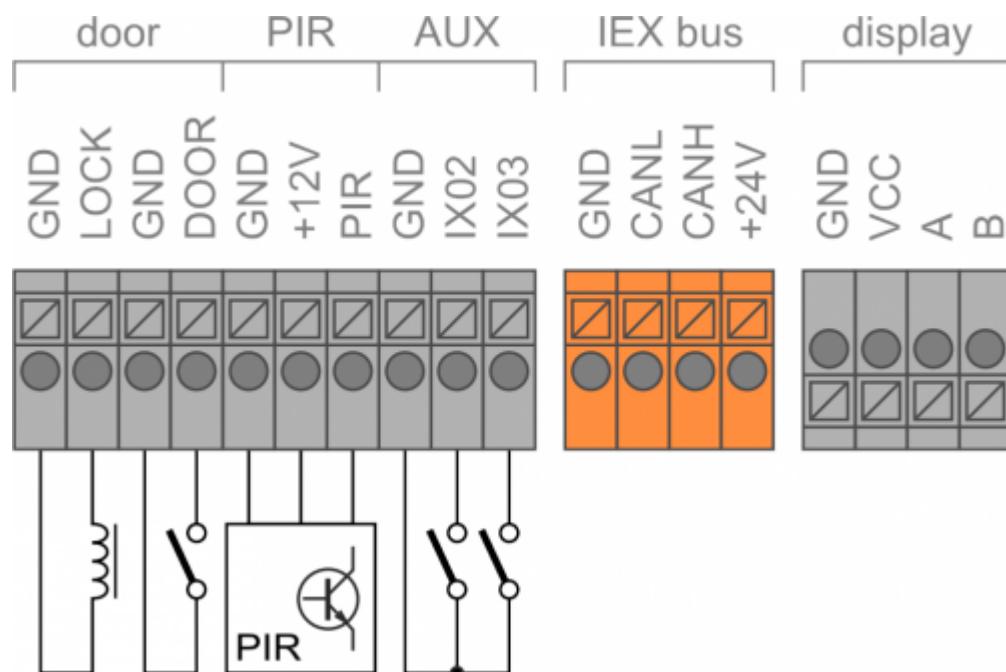 door PIR AUX IEX bus display
GND LOCK GND DOOR GND +12V PIR GND IX02 IX03 GND CANL CANH +24V GND VCC A B
PIR